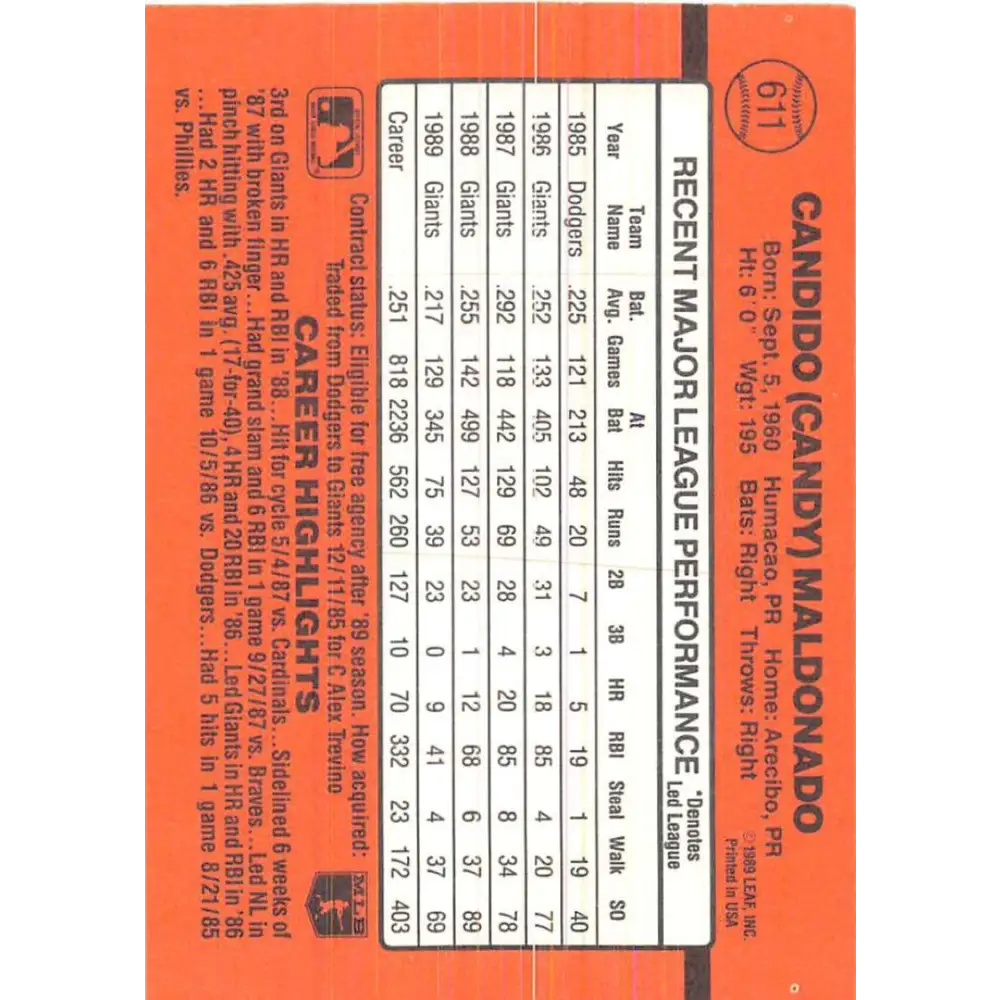 611
CANDIDO (CANDY) MALDONADO
Born: Sept. 5, 1960 Humacao, PR Home: Arecibo, PR
Ht: 6'0" Wgt: 195 Bats: Right Throws: Right
© 1989 LEAF, INC.
Printed in USA
RECENT MAJOR LEAGUE PERFORMANCE *Denotes Led League
Year Team Name Bat. Avg. Games At Bat Hits Runs 2B 3B HR RBI Steal Walk SO
1985 Dodgers .225 121 213 48 20 7 1 5 19 1 19 40
1986 Giants .252 133 405 102 49 31 3 18 85 4 20 77
1987 Giants .292 118 442 129 69 28 4 20 85 8 34 78
1988 Giants .255 142 499 127 53 23 1 12 68 6 37 89
1989 Giants .217 129 345 75 39 23 0 9 41 4 37 69
Career .251 818 2236 562 260 127 10 70 332 23 172 403
Contract status: Eligible for free agency after '89 season. How acquired:
Traded from Dodgers to Giants 12/11/85 for C Alex Trevino
MLB
CAREER HIGHLIGHTS
3rd on Giants in HR and RBI in '88...Hit for cycle 5/4/87 vs. Cardinals...Sidelined 6 weeks of
'87 with broken finger...Had grand slam and 6 RBI in 1 game 9/27/87 vs. Braves...Led NL in
pinch hitting with .425 avg. (17-for-40), 4 HR and 20 RBI in '86...Led Giants in HR and RBI in '86
...Had 2 HR and 6 RBI in 1 game 10/5/86 vs. Dodgers...Had 5 hits in 1 game 8/21/85
vs. Phillies.